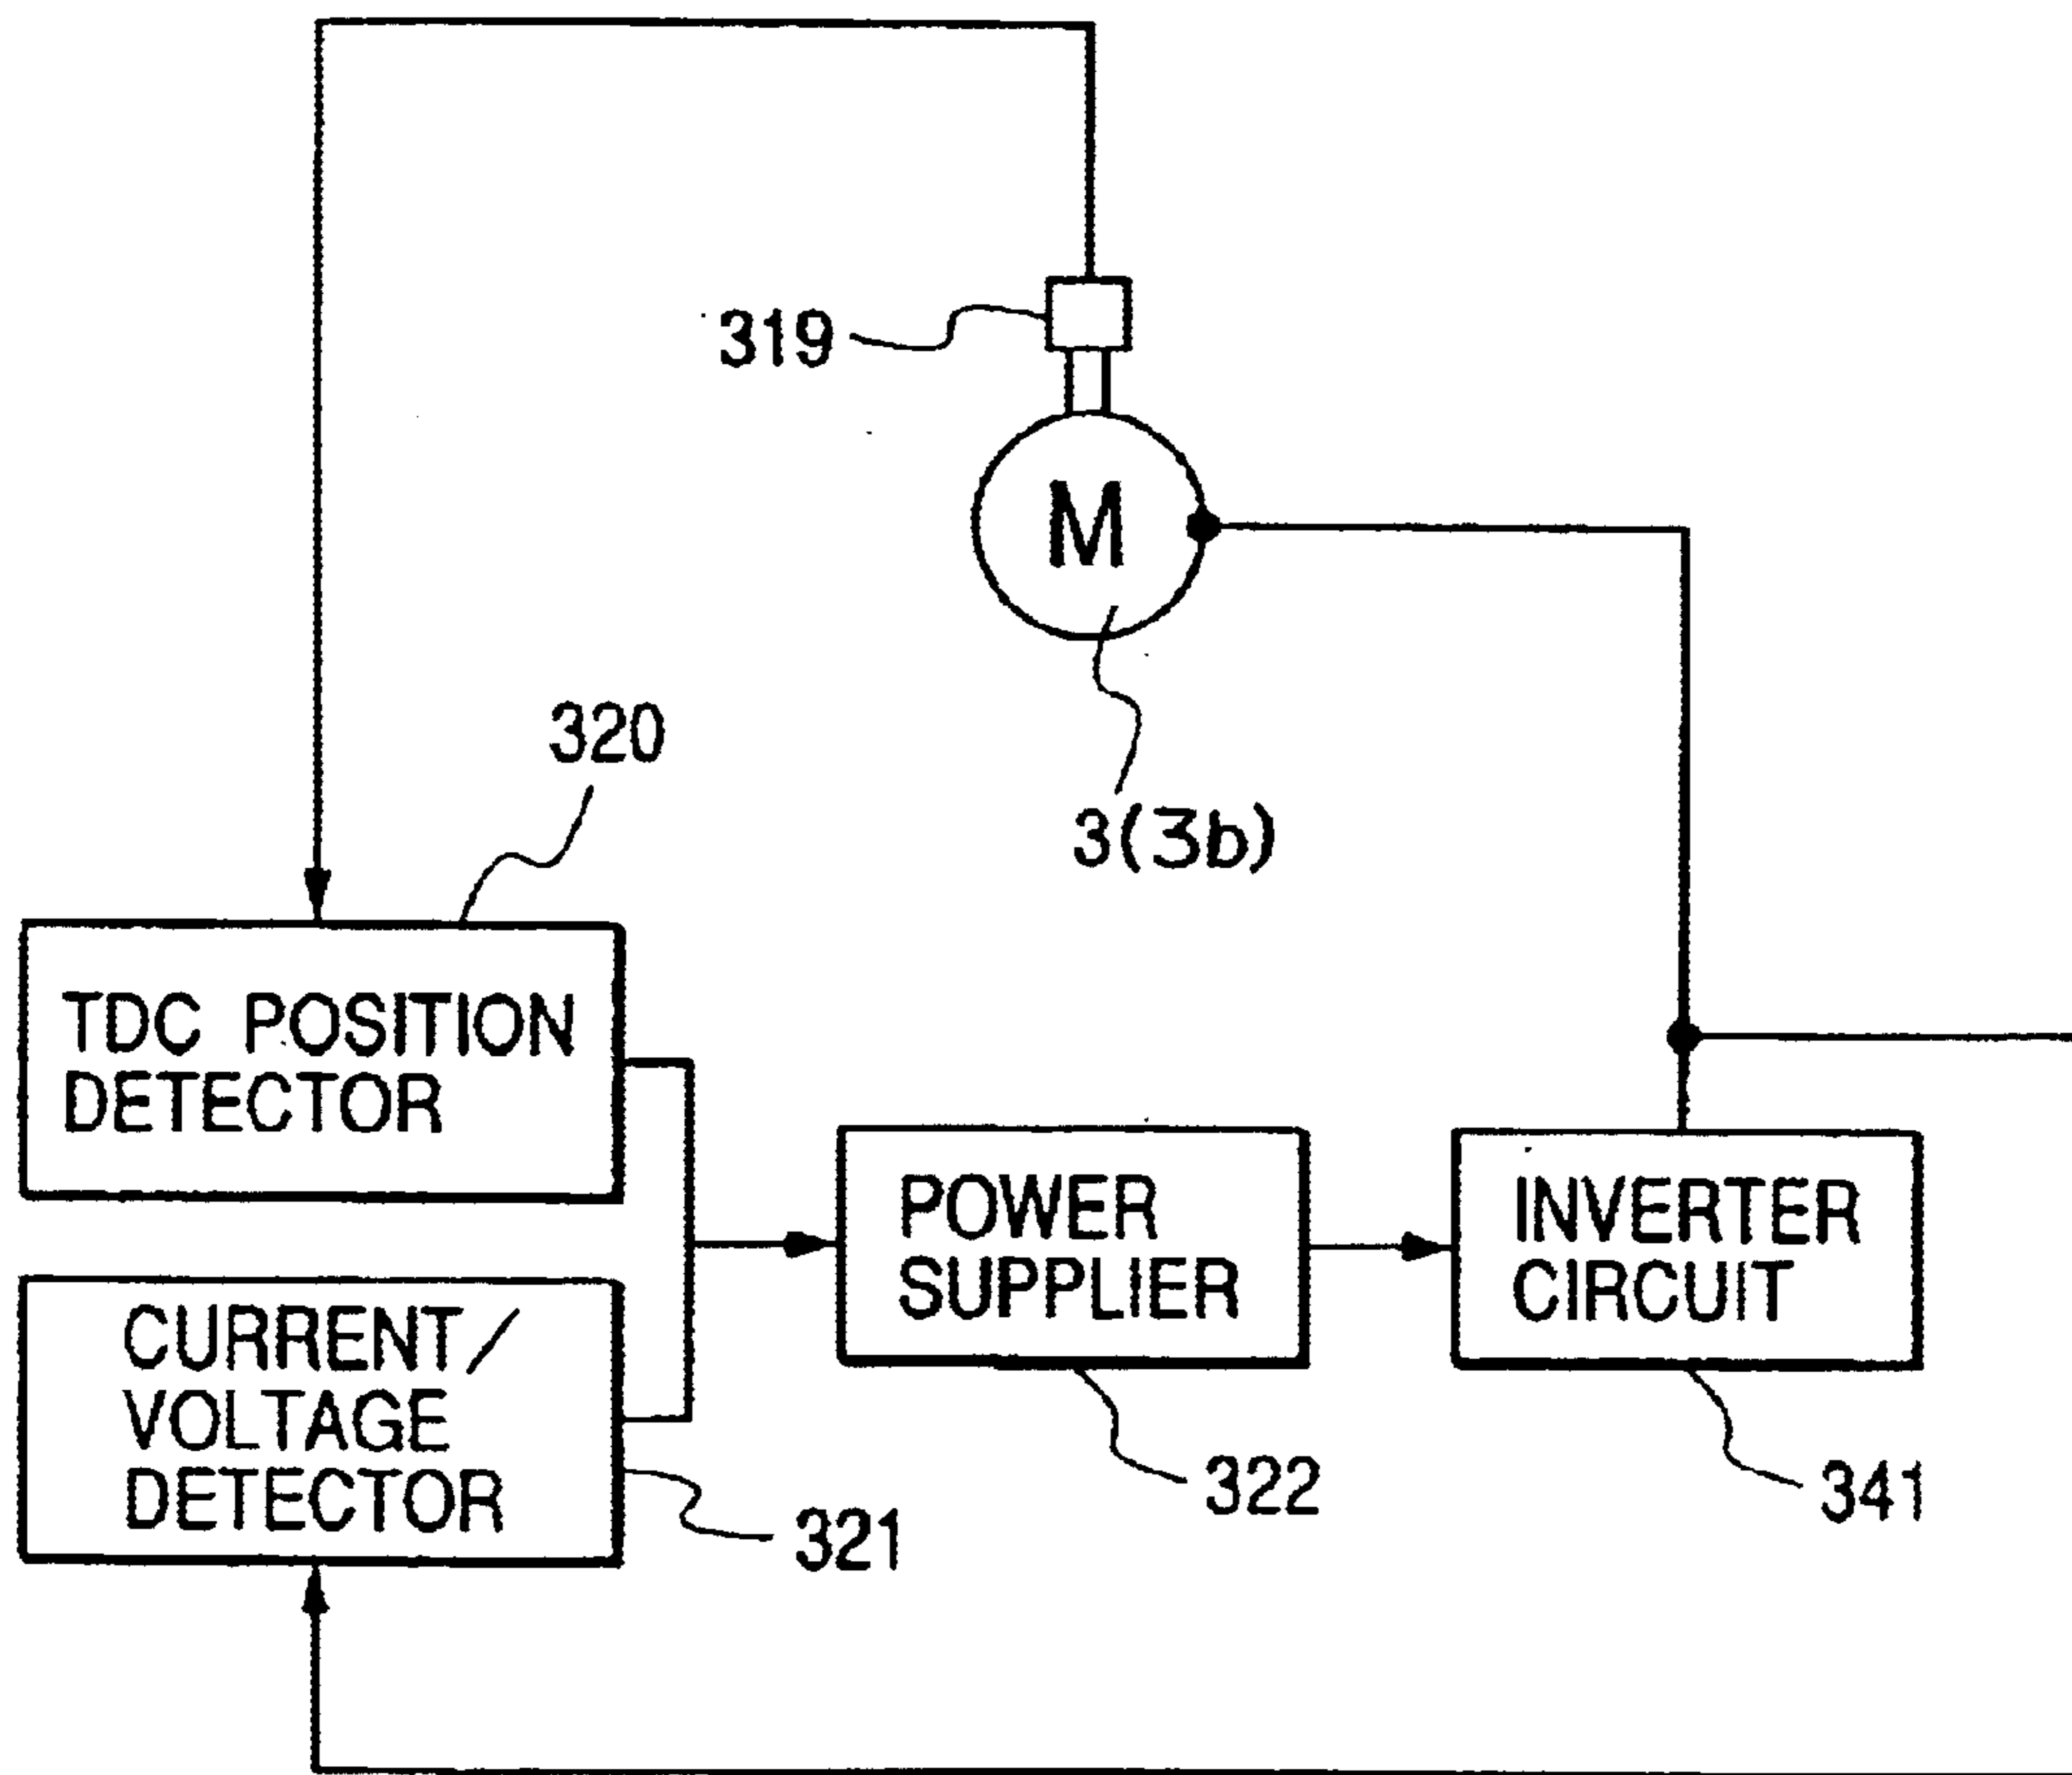 319
M
320
3(3b)
TDC POSITION
DETECTOR
POWER
SUPPLIER
INVERTER
CIRCUIT
CURRENT/
VOLTAGE
DETECTOR
322
341
321